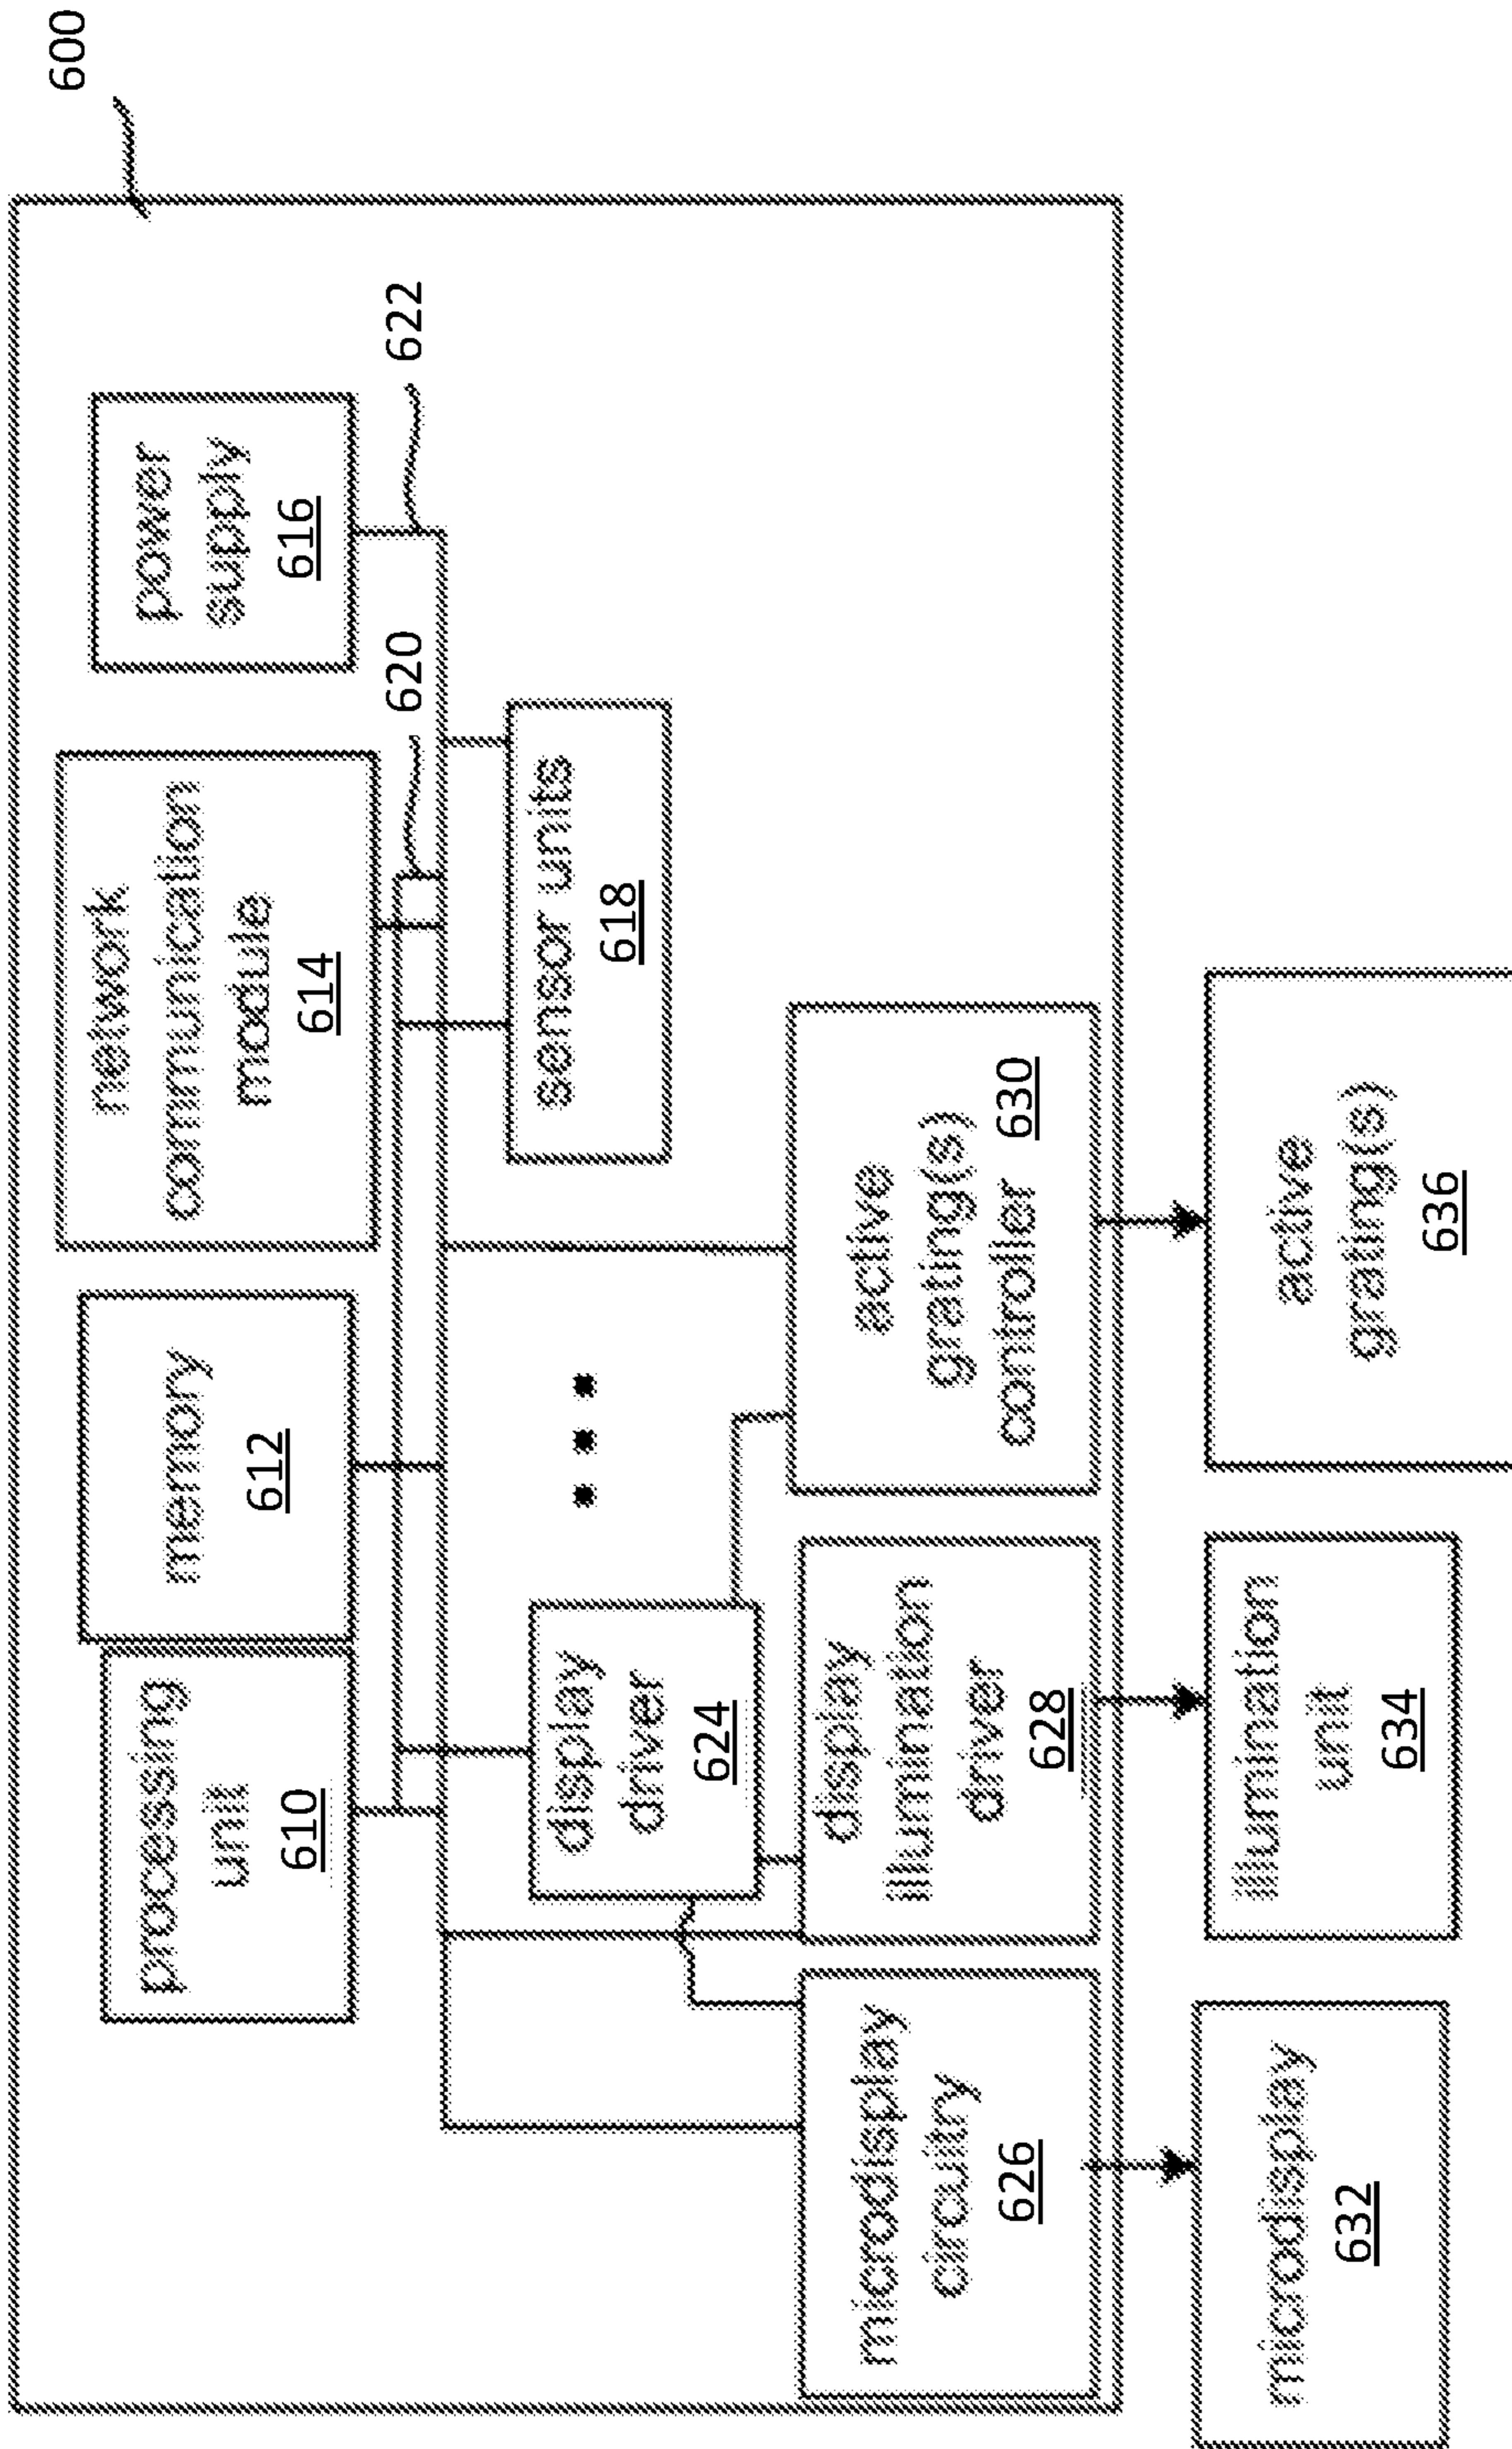 600
processing
unit
610
memory
612
network
communication
module
614
power
supply
616
620
622
sensor units
618
display
driver
624
microdisplay
circuitry
626
display
illumination
driver
628
active
grating(s)
controller 630
microdisplay
632
illumination
unit
634
active
grating(s)
636